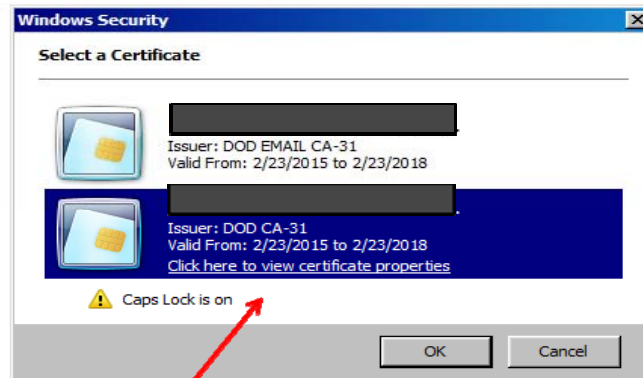 Windows Security
Select a Certificate
Issuer: DOD EMAIL CA-31
Valid From: 2/23/2015 to 2/23/2018
Issuer: DOD CA-31
Valid From: 2/23/2015 to 2/23/2018
Click here to view certificate properties
Caps Lock is on
OK Cancel